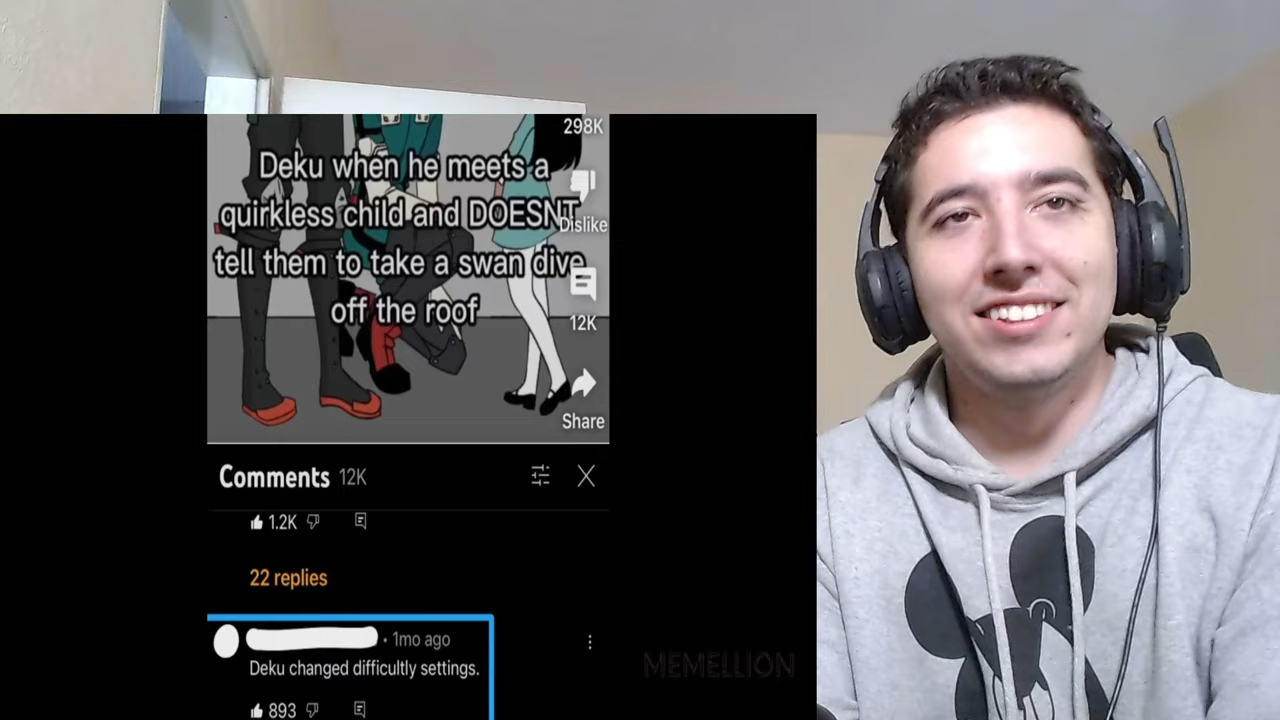 298K
Deku when he meets a
quirkless child and DOESNT
Dislike
tell them to take a swan dive
off the roof
12K
Share
Comments 12K
1.2K
22 replies
• 1mo ago
Deku changed difficultly settings.
893
MEMELLION